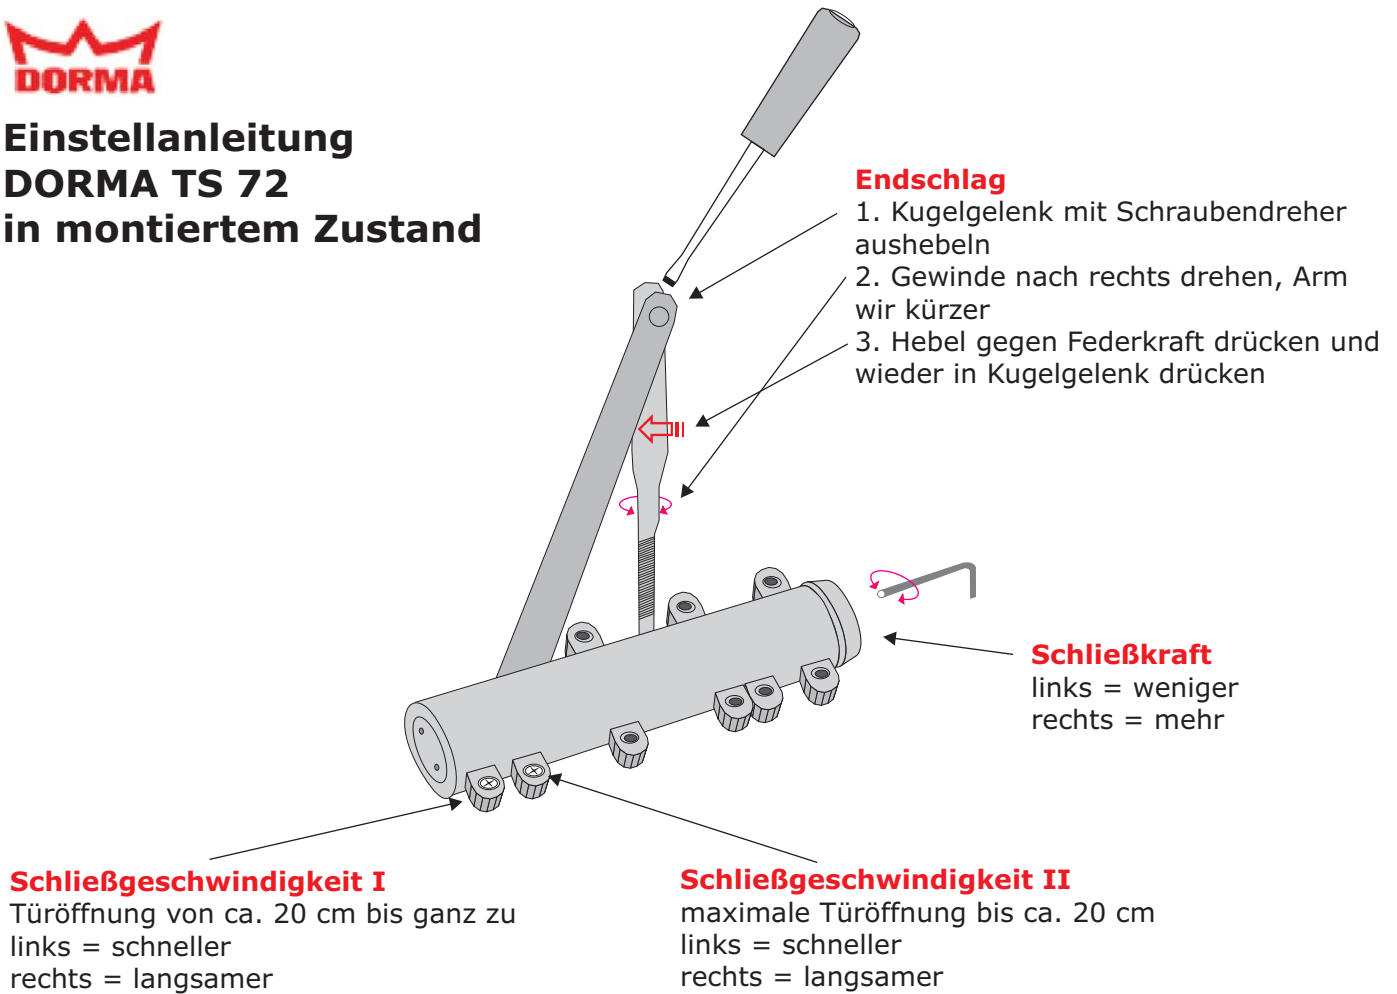 DORMA
Einstellanleitung
DORMA TS 72
in montiertem Zustand
Endschlag
1. Kugelgelenk mit Schraubendreher
aushebeln
2. Gewinde nach rechts drehen, Arm
wir kürzer
3. Hebel gegen Federkraft drücken und
wieder in Kugelgelenk drücken
Schließkraft
links = weniger
rechts = mehr
Schließgeschwindigkeit I
Türöffnung von ca. 20 cm bis ganz zu
links = schneller
rechts = langsamer
Schließgeschwindigkeit II
maximale Türöffnung bis ca. 20 cm
links = schneller
rechts = langsamer